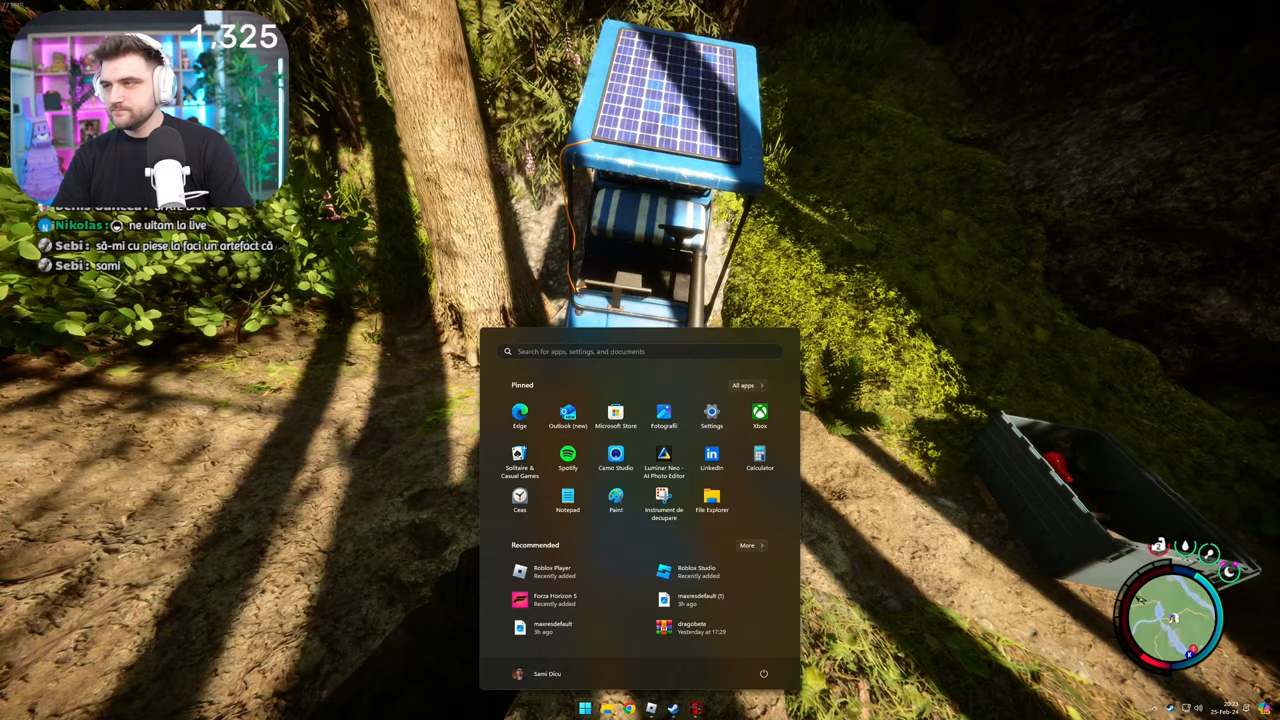 1,325
Nikolas : ne uitam la live
Sebi : să-mi cu piese la faci un artefact că
Sebi : sami
Search for apps, settings, and documents
Pinned
All apps >
Edge
Outlook (new)
Microsoft Store
Fotografii
Settings
Xbox
Solitaire &
Casual Games
Spotify
Camo Studio
Luminar Neo -
AI Photo Editor
LinkedIn
Calculator
Ceas
Notepad
Paint
Instrument de
decupare
File Explorer
Recommended
More >
Roblox Player
Recently added
Roblox Studio
Recently added
Forza Horizon 5
Recently added
maxresdefault (1)
3h ago
maxresdefault
3h ago
dragobete
Yesterday at 17:29
Sami Dicu
20:23
25-Feb-24